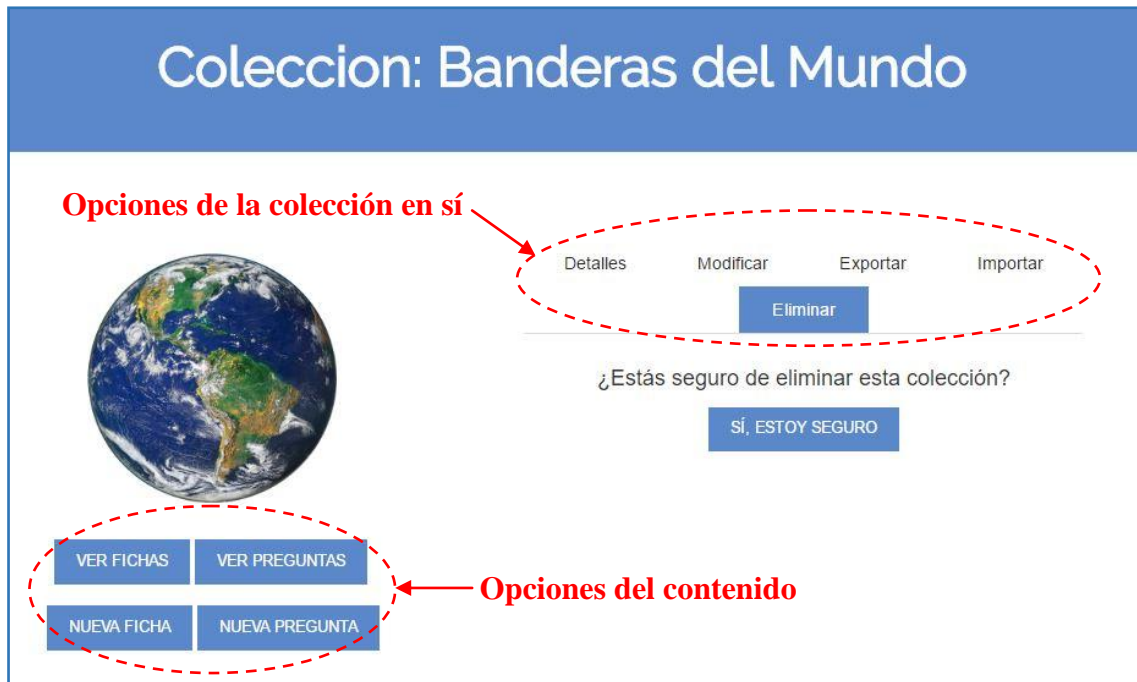 Coleccion: Banderas del Mundo
Opciones de la colección en sí
Detalles Modificar Exportar Importar
Eliminar
¿Estás seguro de eliminar esta colección?
SÍ, ESTOY SEGURO
VER FICHAS VER PREGUNTAS
Opciones del contenido
NUEVA FICHA NUEVA PREGUNTA